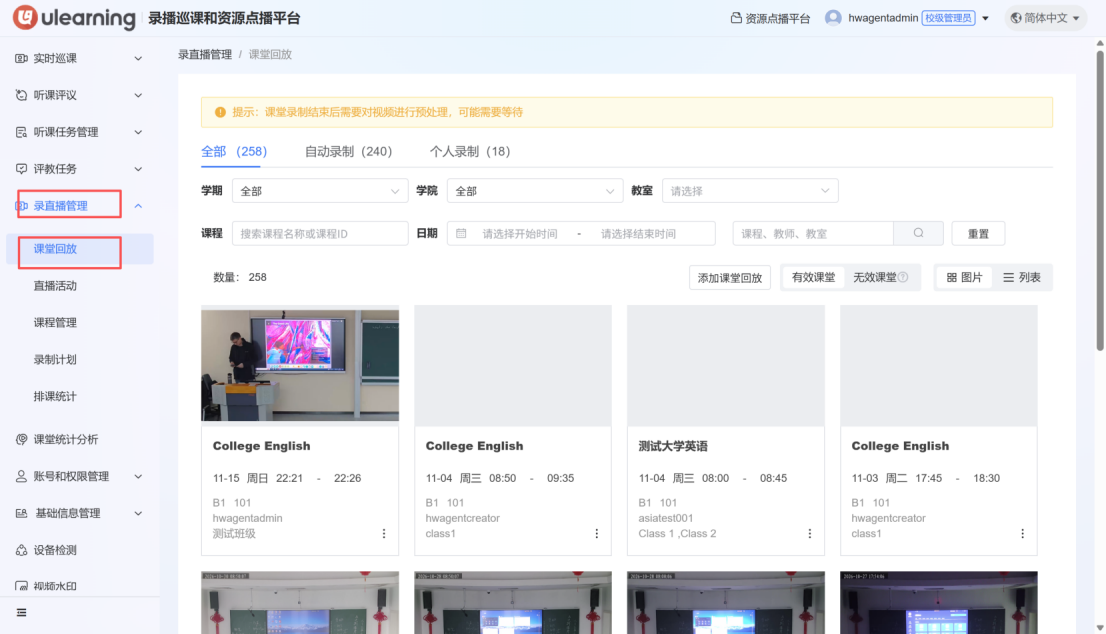 ulearning 录播巡课和资源点播平台 资源点播平台 hwagentadmin 校级管理员 简体中文
实时巡课
听课评议
听课任务管理
评教任务
录直播管理
课堂回放
直播活动
课程管理
录制计划
排课统计
课堂统计分析
账号和权限管理
基础信息管理
设备检测
视频水印
录直播管理 / 课堂回放
提示：课堂录制结束后需要对视频进行预处理，可能需要等待
全部 (258) 自动录制 (240) 个人录制 (18)
学期 全部 学院 全部 教室 请选择
课程 搜索课程名称或课程ID 日期 请选择开始时间 - 请选择结束时间 课程、教师、教室 重置
数量： 258 添加课堂回放 有效课堂 无效课堂 图片 列表
College English
11-15 周日 22:21 - 22:26
B1 101
hwagentadmin
测试班级
College English
11-04 周三 08:50 - 09:35
B1 101
hwagentcreator
class1
测试大学英语
11-04 周三 08:00 - 08:45
B1 101
asiatest001
Class 1 ,Class 2
College English
11-03 周二 17:45 - 18:30
B1 101
hwagentcreator
class1